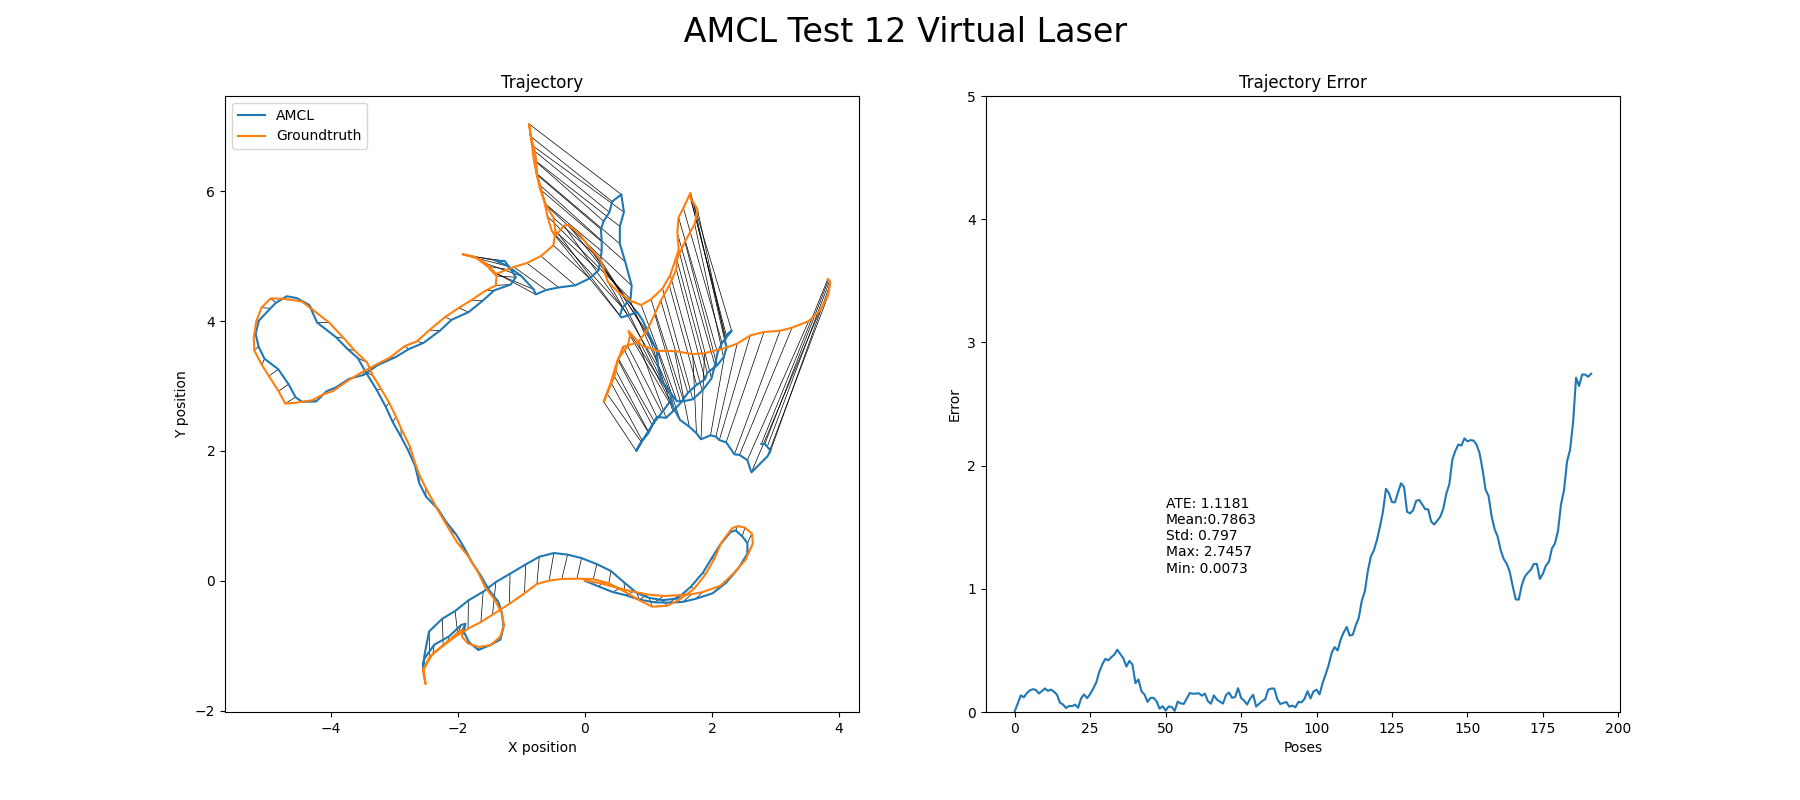 AMCL Test 12 Virtual Laser
Trajectory
AMCL
Groundtruth
6
4
2
0
−2
Y position
−4
−2
0
2
4
X position
Trajectory Error
5
4
3
2
1
0
Error
ATE: 1.1181
Mean:0.7863
Std: 0.797
Max: 2.7457
Min: 0.0073
0
25
50
75
100
125
150
175
200
Poses